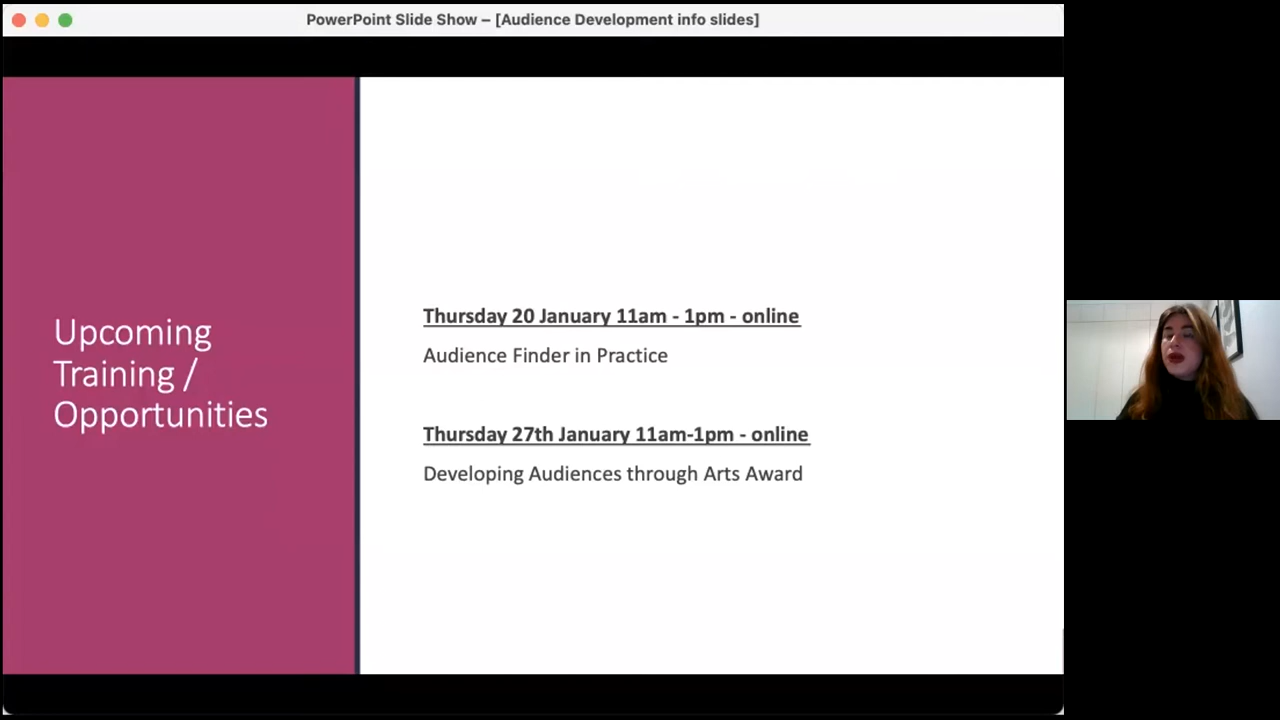 PowerPoint Slide Show – [Audience Development info slides]
Upcoming
Training /
Opportunities
Thursday 20 January 11am - 1pm - online
Audience Finder in Practice
Thursday 27th January 11am-1pm - online
Developing Audiences through Arts Award